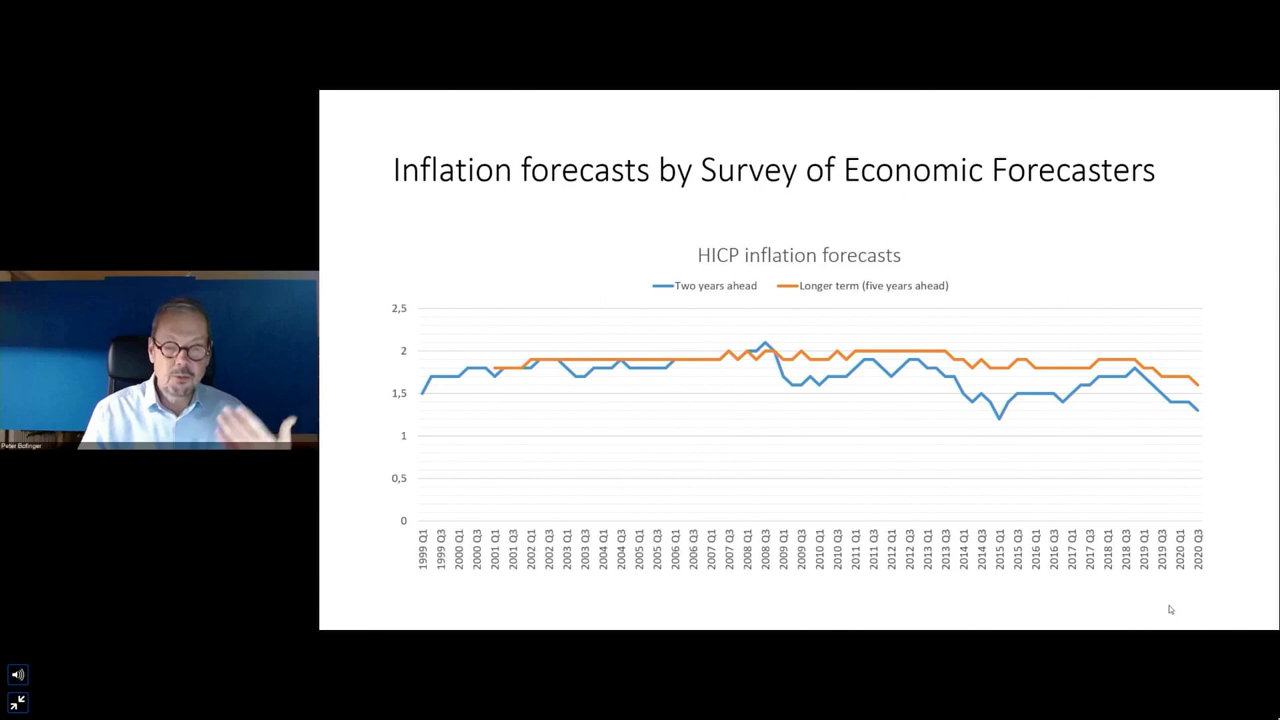 Inflation forecasts by Survey of Economic Forecasters
HICP inflation forecasts
Two years ahead
Longer term (five years ahead)
2,5
2
1,5
1
0,5
0
1999 Q1
1999 Q3
2000 Q1
2000 Q3
2001 Q1
2001 Q3
2002 Q1
2002 Q3
2003 Q1
2003 Q3
2004 Q1
2004 Q3
2005 Q1
2005 Q3
2006 Q1
2006 Q3
2007 Q1
2007 Q3
2008 Q1
2008 Q3
2009 Q1
2009 Q3
2010 Q1
2010 Q3
2011 Q1
2011 Q3
2012 Q1
2012 Q3
2013 Q1
2013 Q3
2014 Q1
2014 Q3
2015 Q1
2015 Q3
2016 Q1
2016 Q3
2017 Q1
2017 Q3
2018 Q1
2018 Q3
2019 Q1
2019 Q3
2020 Q1
2020 Q3
Peter Bofinger